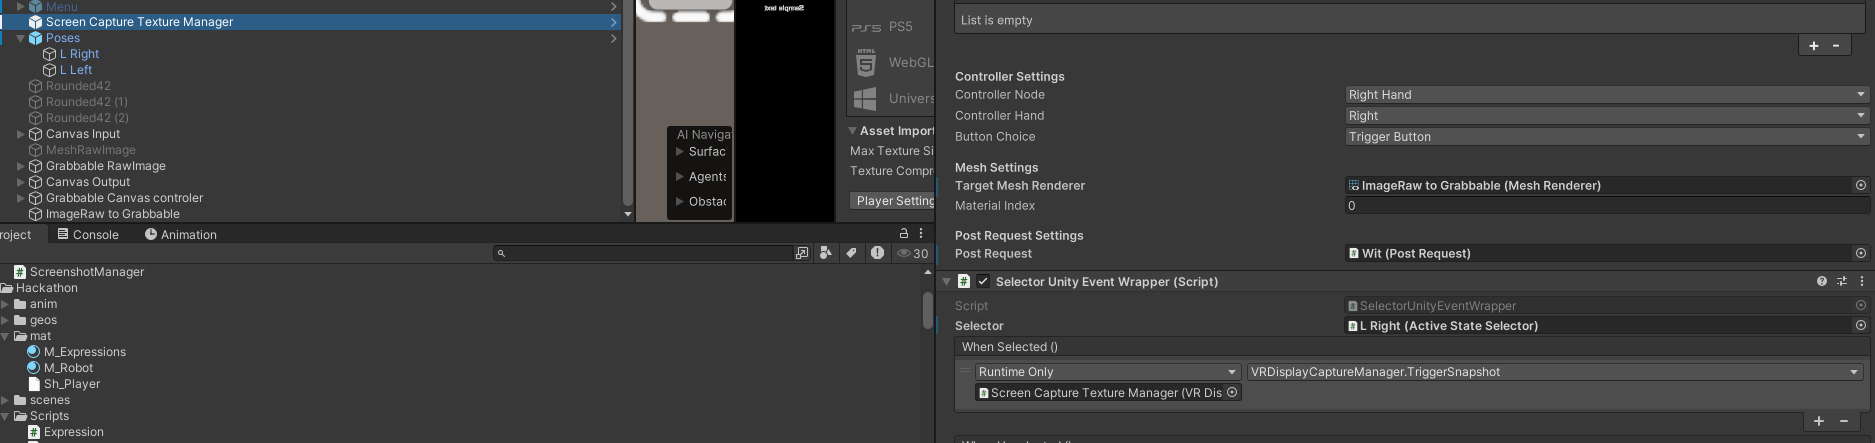 Menu
Screen Capture Texture Manager
Poses
L Right
L Left
Rounded42
Rounded42 (1)
Rounded42 (2)
Canvas Input
MeshRawImage
Grabbable RawImage
Canvas Output
Grabbable Canvas controler
ImageRaw to Grabbable
AI Navigat
Surfac
Agents
Obstac
PS5
WebGL
Univers
Asset Import
Max Texture Si
Texture Compr
Player Setting
roject
Console
Animation
30
ScreenshotManager
Hackathon
anim
geos
mat
M_Expressions
M_Robot
Sh_Player
scenes
Scripts
Expression
List is empty
+ -
Controller Settings
Controller Node Right Hand
Controller Hand Right
Button Choice Trigger Button
Mesh Settings
Target Mesh Renderer ImageRaw to Grabbable (Mesh Renderer)
Material Index 0
Post Request Settings
Post Request Wit (Post Request)
Selector Unity Event Wrapper (Script)
Script SelectorUnityEventWrapper
Selector L Right (Active State Selector)
When Selected ()
Runtime Only VRDisplayCaptureManager.TriggerSnapshot
Screen Capture Texture Manager (VR Dis
+ -